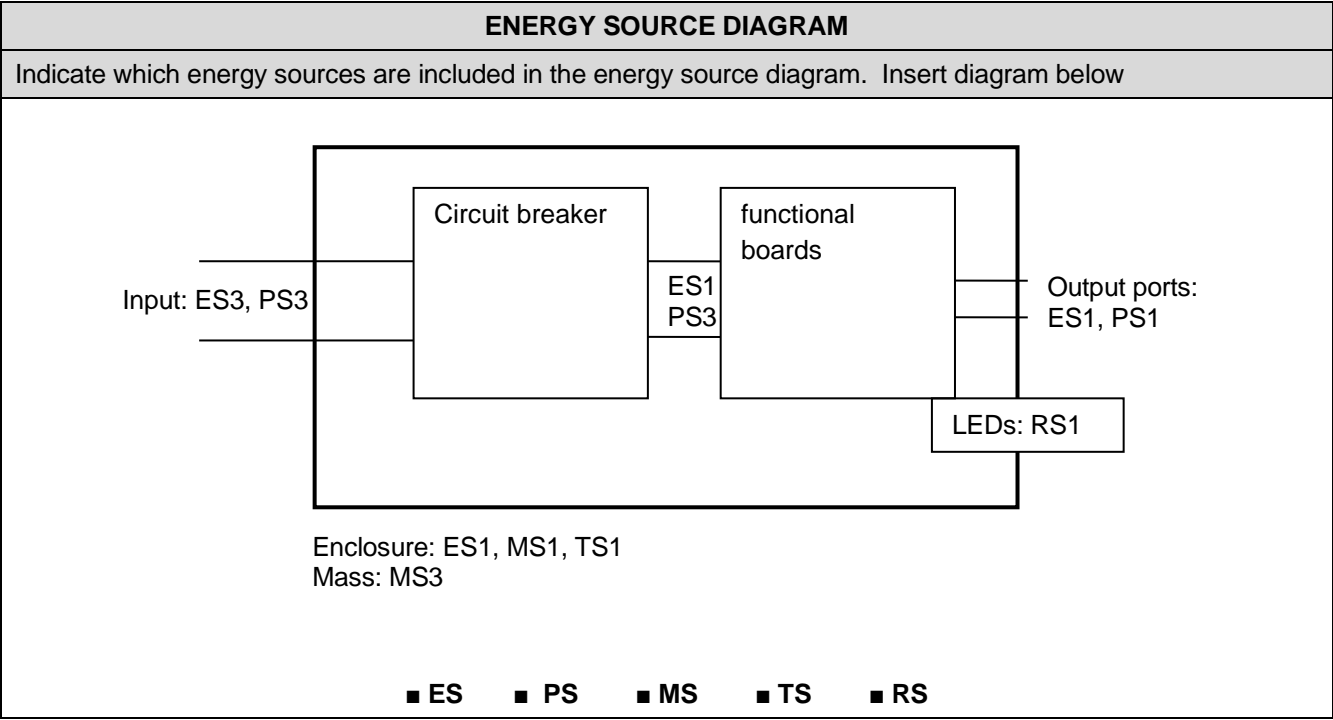 ENERGY SOURCE DIAGRAM
Indicate which energy sources are included in the energy source diagram.  Insert diagram below
Circuit breaker
functional
boards
Input: ES3, PS3
ES1
PS3
Output ports:
ES1, PS1
LEDs: RS1
Enclosure: ES1, MS1, TS1
Mass: MS3
■ ES ■ PS ■ MS ■ TS ■ RS